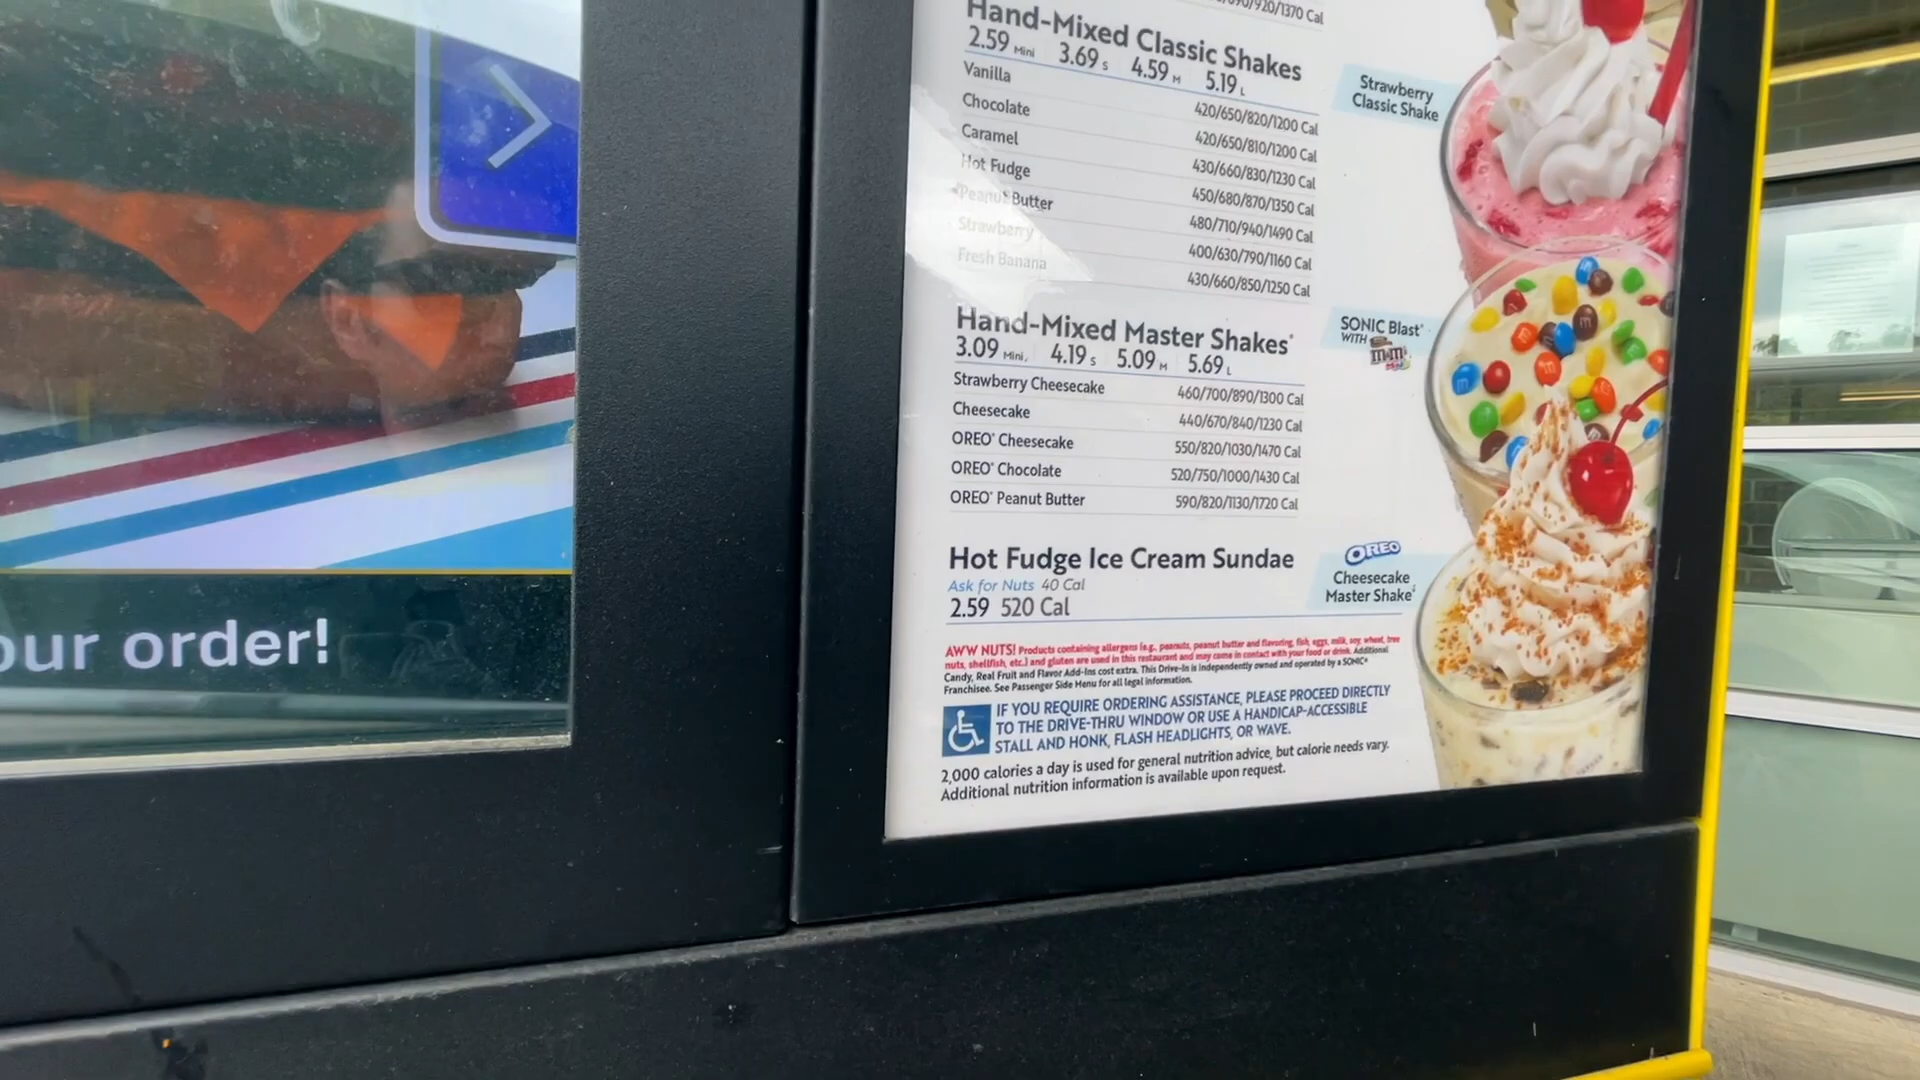 /920/1370 Cal
Hand-Mixed Classic Shakes
2.59 Mini 3.69 S 4.59 M 5.19 L
Vanilla 420/650/820/1200 Cal
Chocolate 420/650/810/1200 Cal
Caramel 430/660/830/1230 Cal
Hot Fudge 450/680/870/1350 Cal
Peanut Butter 480/710/940/1490 Cal
Strawberry 400/630/790/1160 Cal
Fresh Banana 430/660/850/1250 Cal
Strawberry
Classic Shake
Hand-Mixed Master Shakes®
3.09 Mini, 4.19 S 5.09 M 5.69 L
Strawberry Cheesecake 460/700/890/1300 Cal
Cheesecake 440/670/840/1230 Cal
OREO® Cheesecake 550/820/1030/1470 Cal
OREO® Chocolate 520/750/1000/1430 Cal
OREO® Peanut Butter 590/820/1130/1720 Cal
SONIC Blast®
WITH
m&m's
Hot Fudge Ice Cream Sundae
Ask for Nuts 40 Cal
2.59 520 Cal
OREO
Cheesecake
Master Shake
AWW NUTS! Products containing allergens (e.g., peanuts, peanut butter and flavoring, fish, eggs, milk, soy, wheat, tree
nuts, shellfish, etc.) and gluten are used in this restaurant and may come in contact with your food or drink. Additional
Candy, Real Fruit and Flavor Add-Ins cost extra. This Drive-In is independently owned and operated by a SONIC®
Franchisee. See Passenger Side Menu for all legal information.
IF YOU REQUIRE ORDERING ASSISTANCE, PLEASE PROCEED DIRECTLY
TO THE DRIVE-THRU WINDOW OR USE A HANDICAP-ACCESSIBLE
STALL AND HONK, FLASH HEADLIGHTS, OR WAVE.
2,000 calories a day is used for general nutrition advice, but calorie needs vary.
Additional nutrition information is available upon request.
our order!